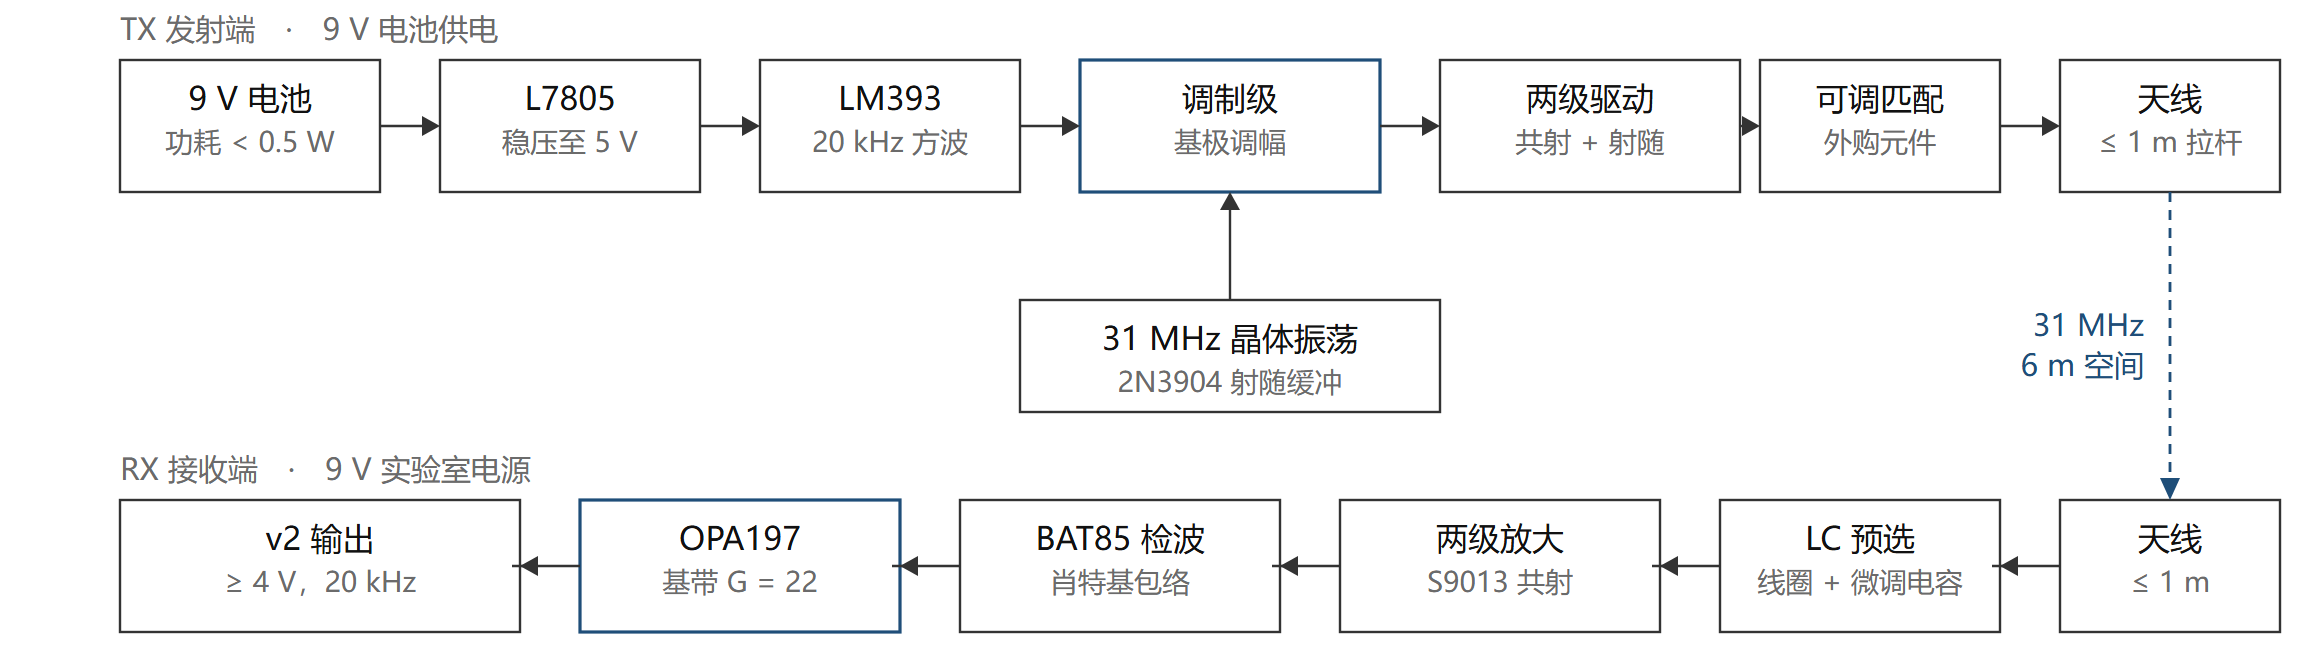 TX 发射端 · 9 V 电池供电
9 V 电池
功耗 < 0.5 W
L7805
稳压至 5 V
LM393
20 kHz 方波
调制级
基极调幅
两级驱动
共射 + 射随
可调匹配
外购元件
天线
≤ 1 m 拉杆
31 MHz 晶体振荡
2N3904 射随缓冲
31 MHz
6 m 空间
RX 接收端 · 9 V 实验室电源
v2 输出
≥ 4 V，20 kHz
OPA197
基带 G = 22
BAT85 检波
肖特基包络
两级放大
S9013 共射
LC 预选
线圈 + 微调电容
天线
≤ 1 m